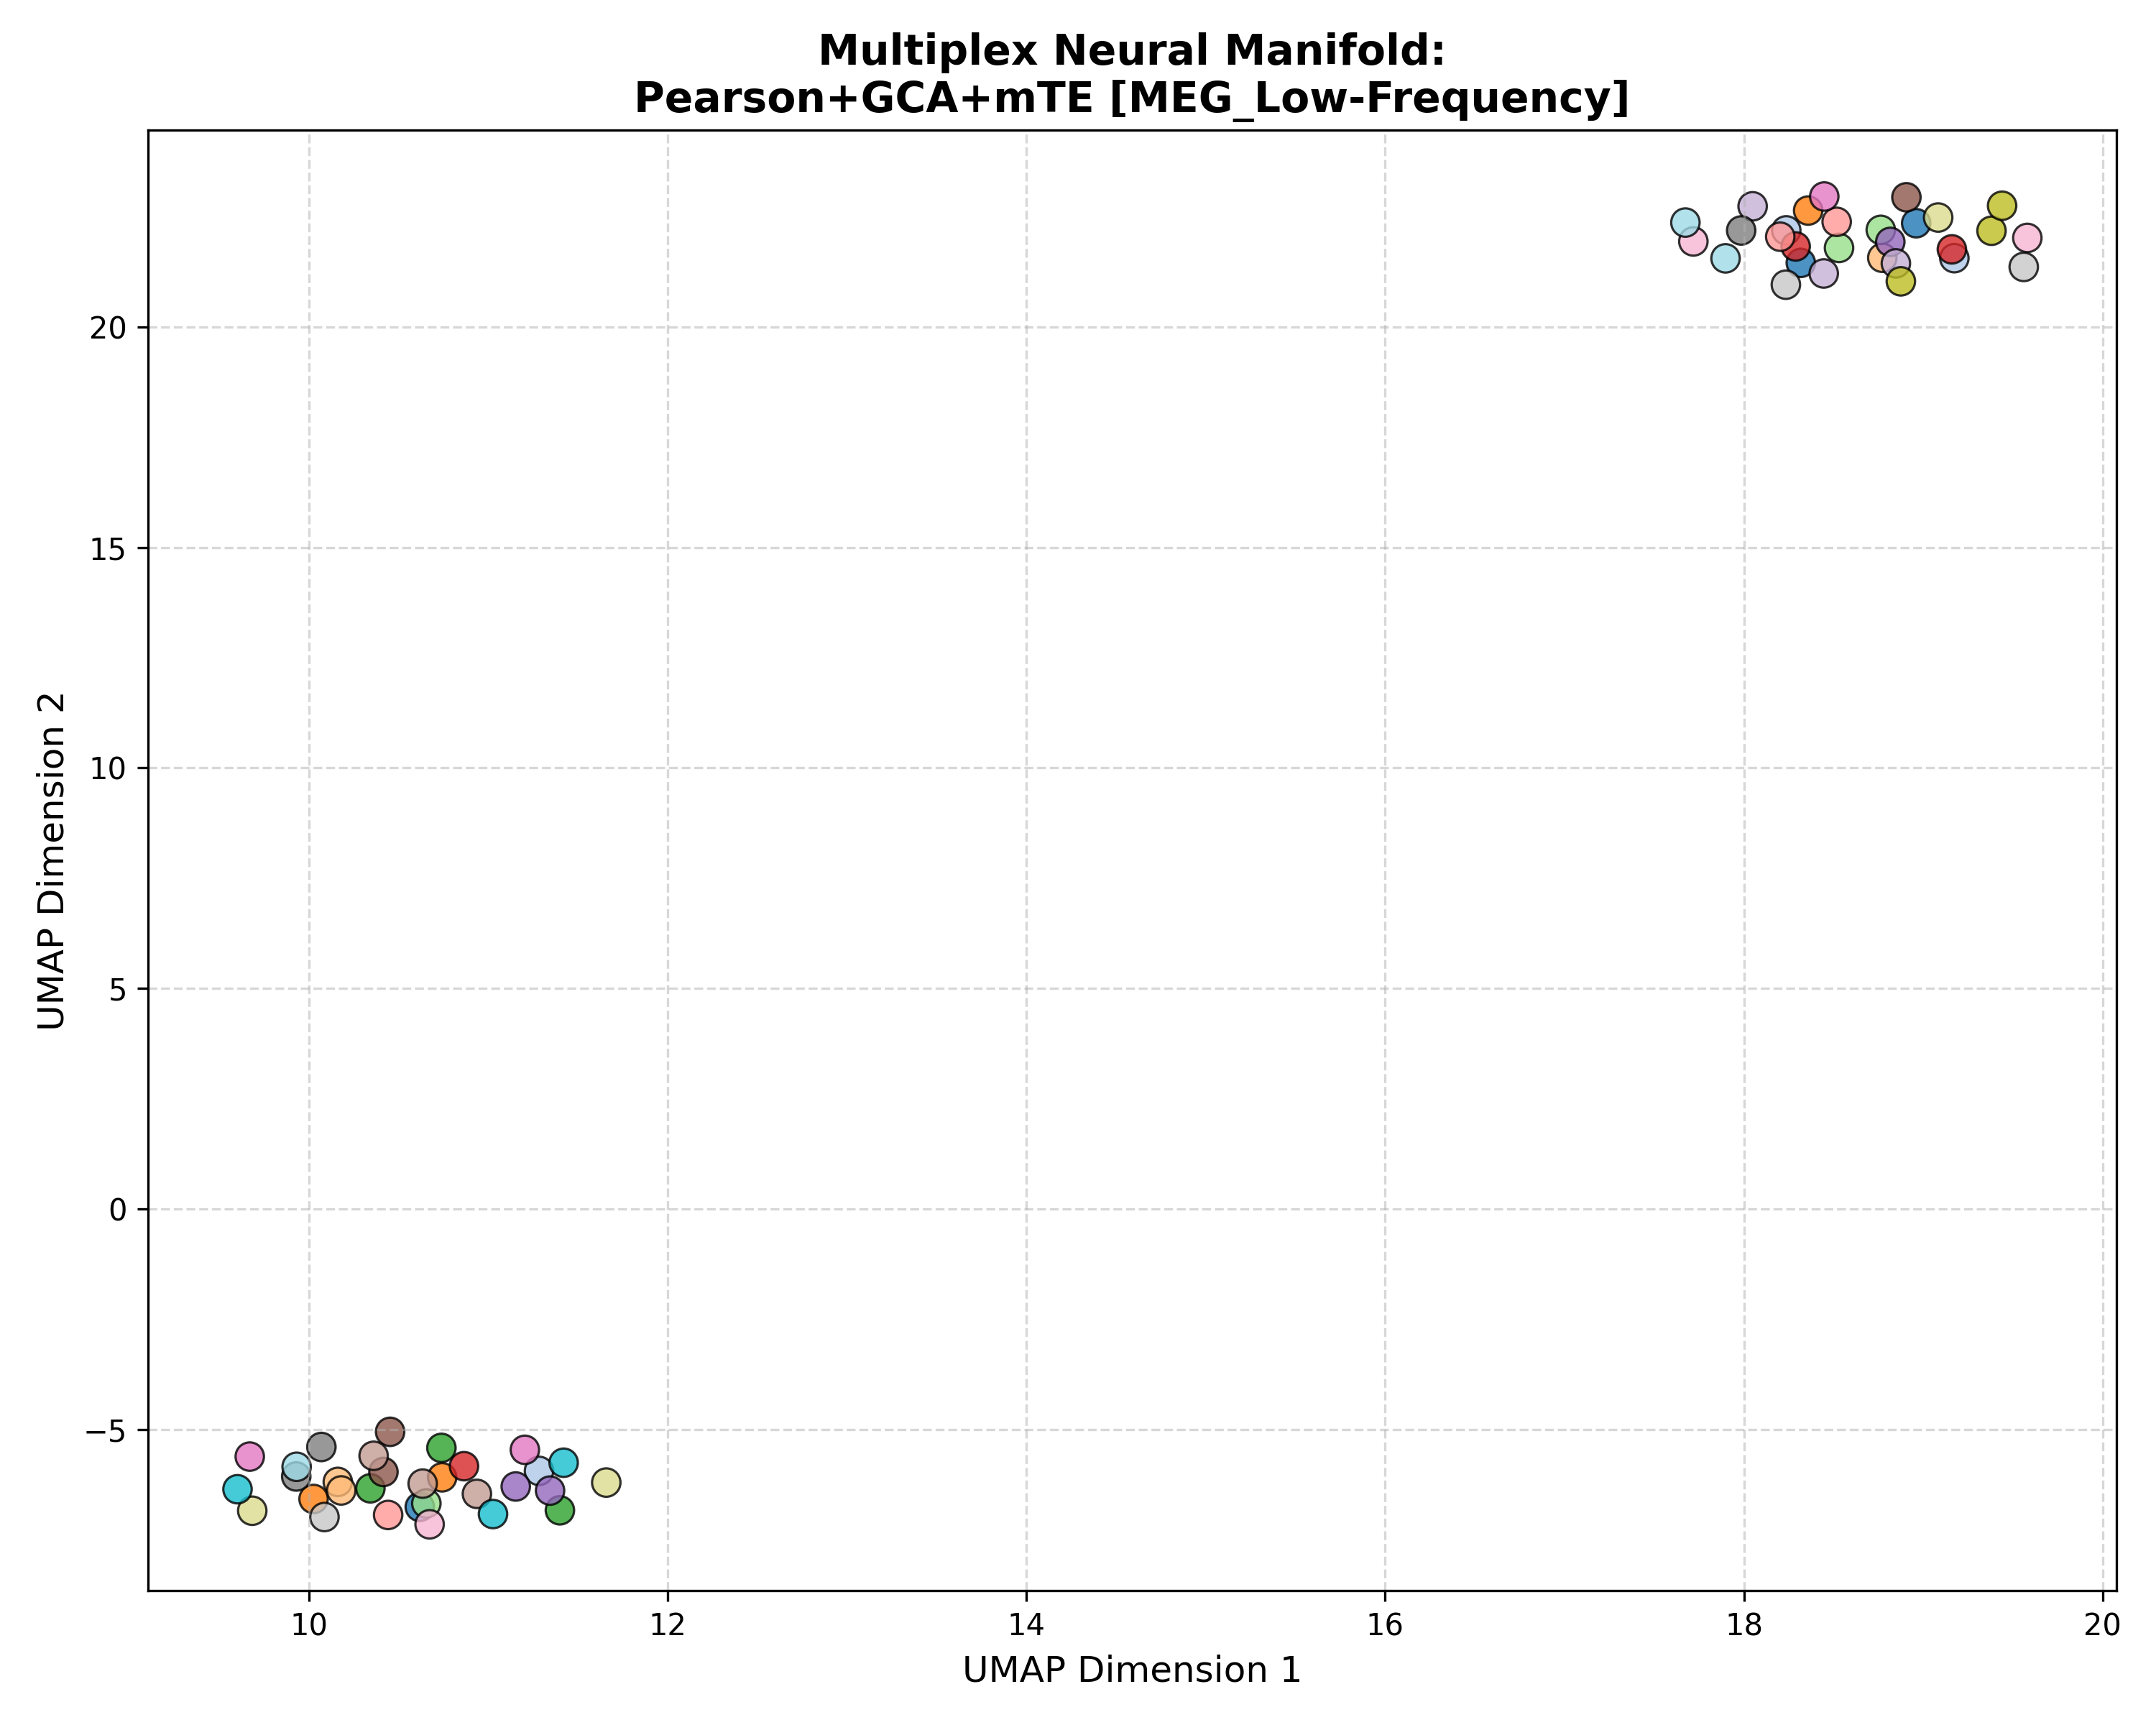 Multiplex Neural Manifold:
Pearson+GCA+mTE [MEG_Low-Frequency]
UMAP Dimension 2
20
15
10
5
0
−5
10 12 14 16 18 20
UMAP Dimension 1